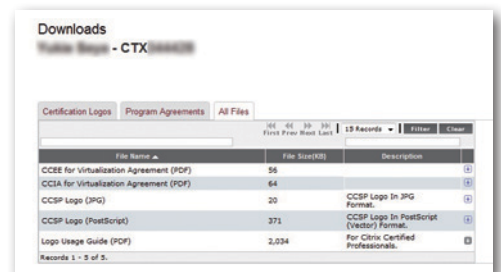 Downloads
- CTX
Certification Logos Program Agreements All Files
First Prev Next Last 15 Records Filter Clear
File Name File Size(KB) Description
CCEE for Virtualization Agreement (PDF) 56
CCIA for Virtualization Agreement (PDF) 64
CCSP Logo (JPG) 20 CCSP Logo In JPG
Format.
CCSP Logo (PostScript) 371 CCSP Logo In PostScript
(Vector) Format.
Logo Usage Guide (PDF) 2,034 For Citrix Certified
Professionals.
Records 1 - 5 of 5.